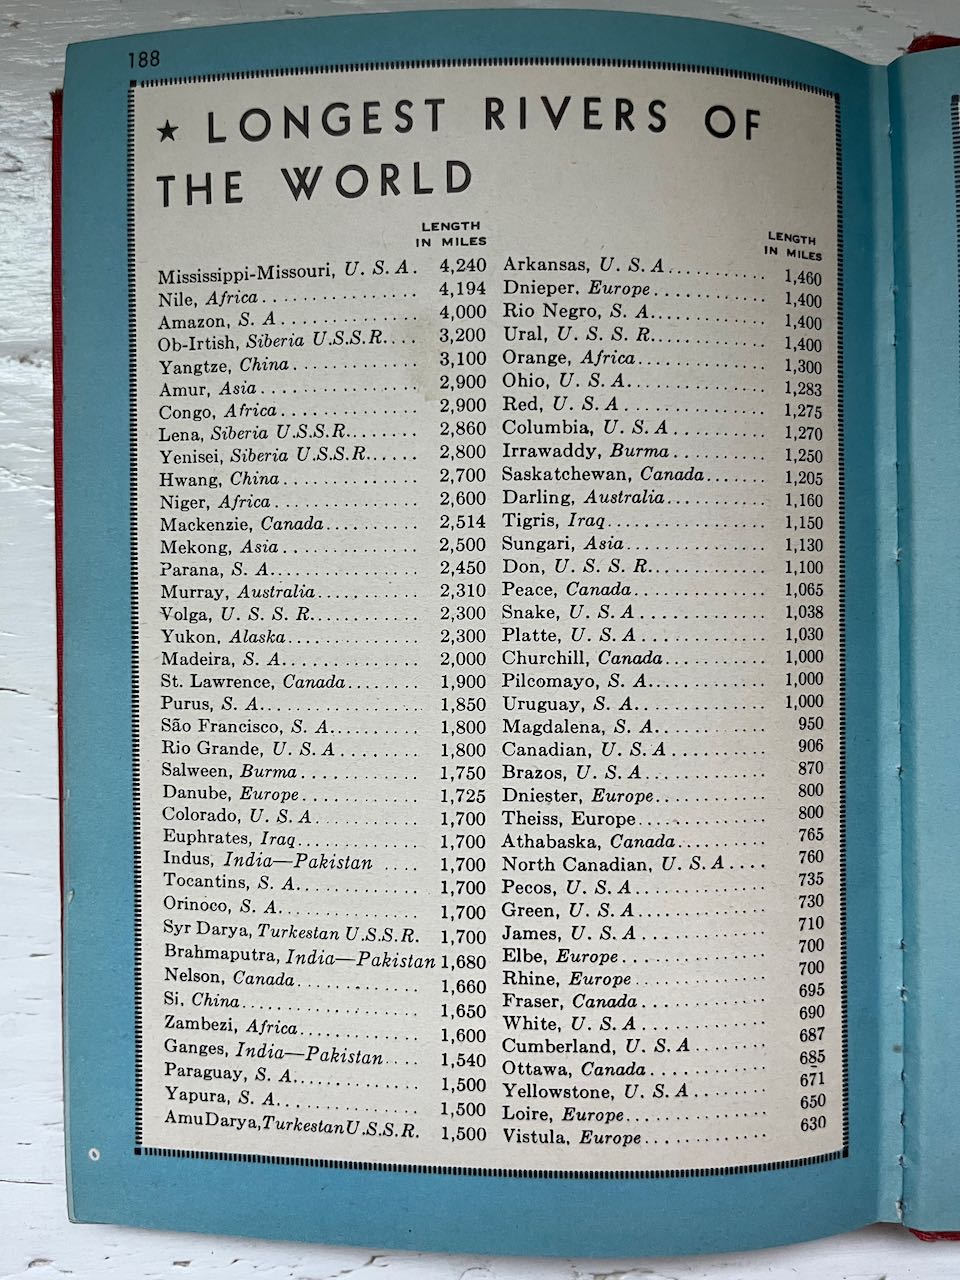 188
★ LONGEST RIVERS OF
THE WORLD
LENGTH
IN MILES
Mississippi-Missouri, U. S. A. 4,240
Nile, Africa................ 4,194
Amazon, S. A.............. 4,000
Ob-Irtish, Siberia U.S.S.R.... 3,200
Yangtze, China............. 3,100
Amur, Asia................ 2,900
Congo, Africa.............. 2,900
Lena, Siberia U.S.S.R........ 2,860
Yenisei, Siberia U.S.S.R...... 2,800
Hwang, China.............. 2,700
Niger, Africa............... 2,600
Mackenzie, Canada.......... 2,514
Mekong, Asia.............. 2,500
Parana, S. A............... 2,450
Murray, Australia........... 2,310
Volga, U. S. S. R........... 2,300
Yukon, Alaska.............. 2,300
Madeira, S. A.............. 2,000
St. Lawrence, Canada........ 1,900
Purus, S. A................ 1,850
São Francisco, S. A.......... 1,800
Rio Grande, U. S. A......... 1,800
Salween, Burma............ 1,750
Danube, Europe............ 1,725
Colorado, U. S. A........... 1,700
Euphrates, Iraq............. 1,700
Indus, India—Pakistan .... 1,700
Tocantins, S. A............. 1,700
Orinoco, S. A............... 1,700
Syr Darya, Turkestan U.S.S.R. 1,700
Brahmaputra, India—Pakistan 1,680
Nelson, Canada............. 1,660
Si, China.................. 1,650
Zambezi, Africa............. 1,600
Ganges, India—Pakistan.... 1,540
Paraguay, S. A............. 1,500
Yapura, S. A............... 1,500
Amu Darya, Turkestan U.S.S.R. 1,500
LENGTH
IN MILES
Arkansas, U. S. A........... 1,460
Dnieper, Europe............ 1,400
Rio Negro, S. A............. 1,400
Ural, U. S. S. R............. 1,400
Orange, Africa.............. 1,300
Ohio, U. S. A............... 1,283
Red, U. S. A............... 1,275
Columbia, U. S. A.......... 1,270
Irrawaddy, Burma........... 1,250
Saskatchewan, Canada....... 1,205
Darling, Australia........... 1,160
Tigris, Iraq................ 1,150
Sungari, Asia............... 1,130
Don, U. S. S. R............. 1,100
Peace, Canada.............. 1,065
Snake, U. S. A.............. 1,038
Platte, U. S. A.............. 1,030
Churchill, Canada........... 1,000
Pilcomayo, S. A............. 1,000
Uruguay, S. A.............. 1,000
Magdalena, S. A............ 950
Canadian, U. S. A.......... 906
Brazos, U. S. A............. 870
Dniester, Europe............ 800
Theiss, Europe.............. 800
Athabaska, Canada.......... 765
North Canadian, U. S. A.... 760
Pecos, U. S. A.............. 735
Green, U. S. A.............. 730
James, U. S. A.............. 710
Elbe, Europe............... 700
Rhine, Europe.............. 700
Fraser, Canada............. 695
White, U. S. A............. 690
Cumberland, U. S. A........ 687
Ottawa, Canada............ 685
Yellowstone, U. S. A........ 671
Loire, Europe............... 650
Vistula, Europe............. 630